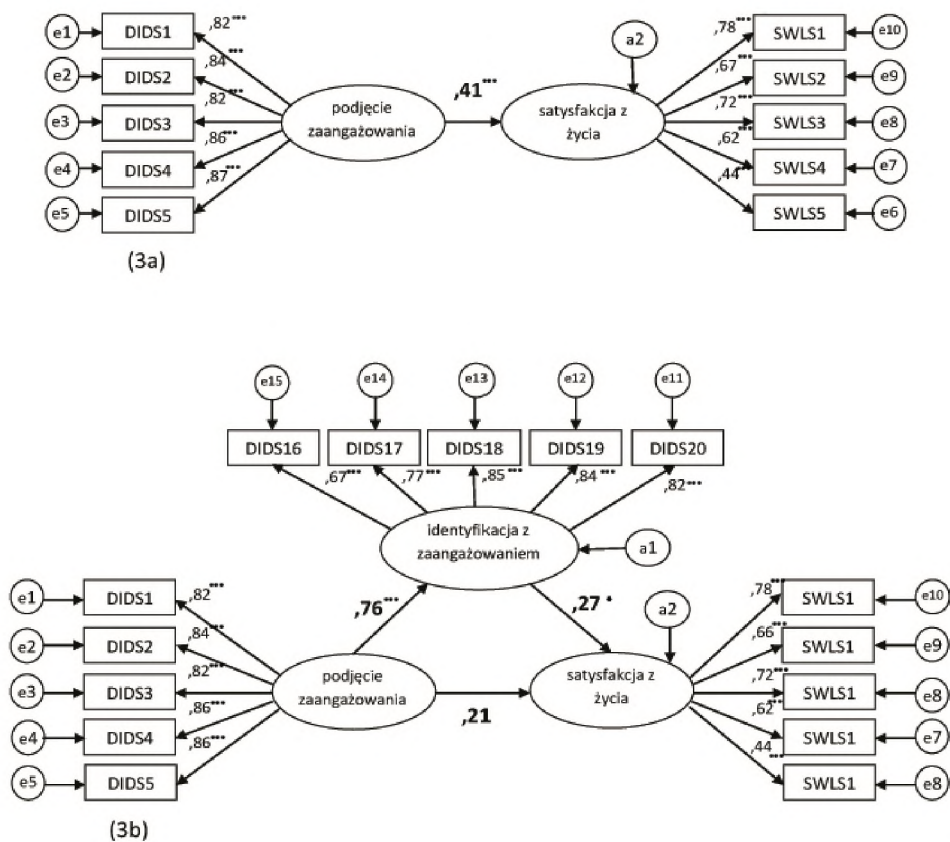 e1 DIDS1 ,82***
e2 DIDS2 ,84***
e3 DIDS3 ,82***
e4 DIDS4 ,86***
e5 DIDS5 ,87***
podjęcie
zaangażowania
,41***
a2
satysfakcja z
życia
,78*** SWLS1 e10
,67*** SWLS2 e9
,72*** SWLS3 e8
,62*** SWLS4 e7
,44*** SWLS5 e6
(3a)
e15 e14 e13 e12 e11
DIDS16 DIDS17 DIDS18 DIDS19 DIDS20
,67*** ,77*** ,85*** ,84*** ,82***
identyfikacja z
zaangażowaniem
a1
,76***
,27*
a2
e1 DIDS1 ,82***
e2 DIDS2 ,84***
e3 DIDS3 ,82***
e4 DIDS4 ,86***
e5 DIDS5 ,86***
podjęcie
zaangażowania
,21
satysfakcja z
życia
,78*** SWLS1 e10
,66*** SWLS1 e9
,72*** SWLS1 e8
,62*** SWLS1 e7
,44*** SWLS1 e8
(3b)